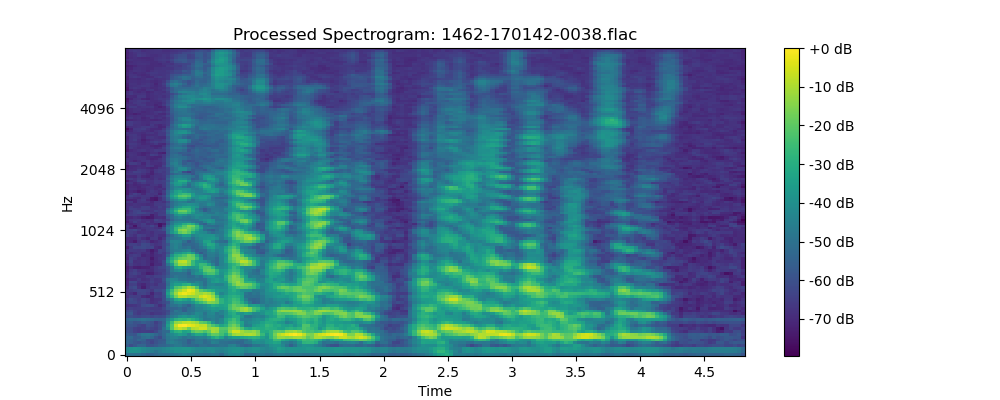 Processed Spectrogram: 1462-170142-0038.flac
Hz
4096
2048
1024
512
0
0 0.5 1 1.5 2 2.5 3 3.5 4 4.5
Time
+0 dB
-10 dB
-20 dB
-30 dB
-40 dB
-50 dB
-60 dB
-70 dB